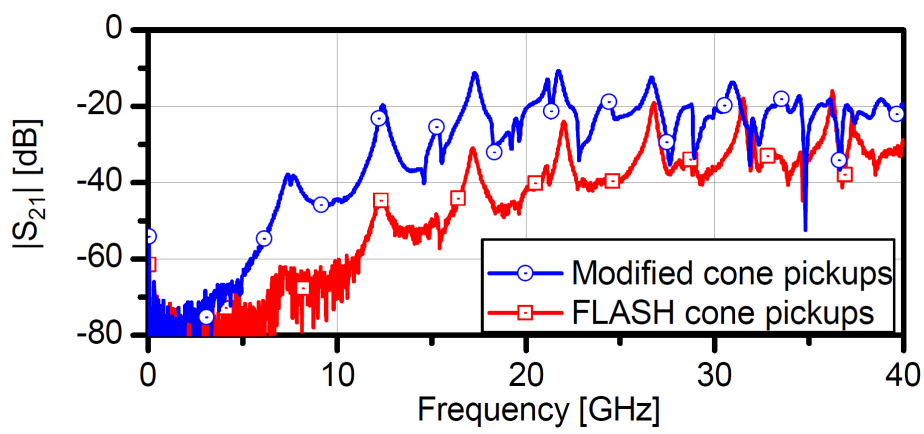 0
-20
-40
-60
-80
|S21| [dB]
Modified cone pickups
FLASH cone pickups
0 10 20 30 40
Frequency [GHz]